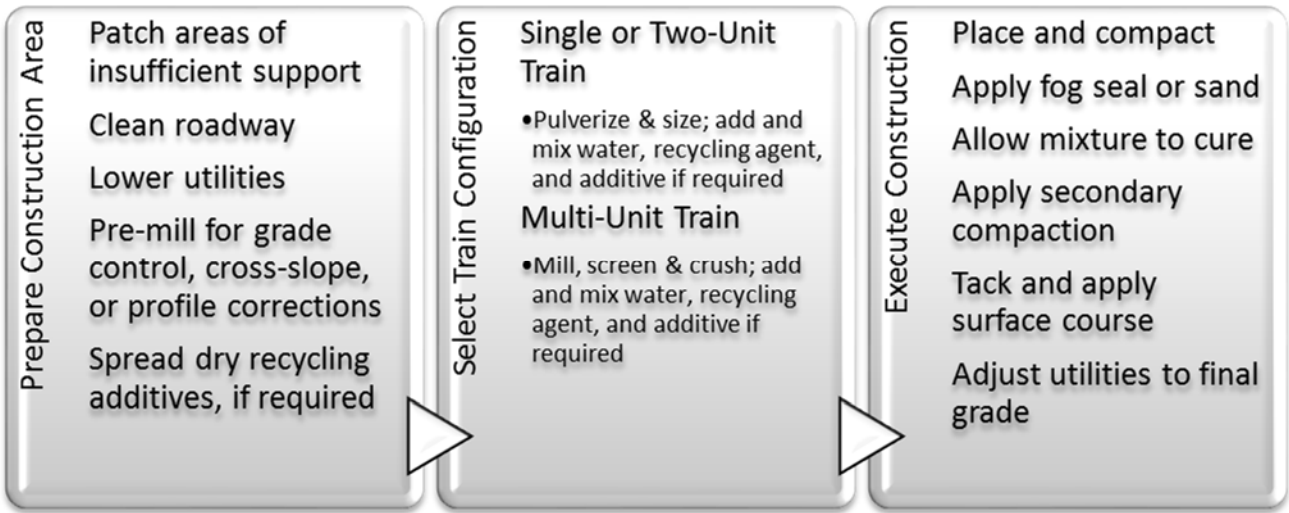 Prepare Construction Area
Patch areas of
insufficient support
Clean roadway
Lower utilities
Pre-mill for grade
control, cross-slope,
or profile corrections
Spread dry recycling
additives, if required
Select Train Configuration
Single or Two-Unit
Train
•Pulverize & size; add and
mix water, recycling agent,
and additive if required
Multi-Unit Train
•Mill, screen & crush; add
and mix water, recycling
agent, and additive if
required
Execute Construction
Place and compact
Apply fog seal or sand
Allow mixture to cure
Apply secondary
compaction
Tack and apply
surface course
Adjust utilities to final
grade